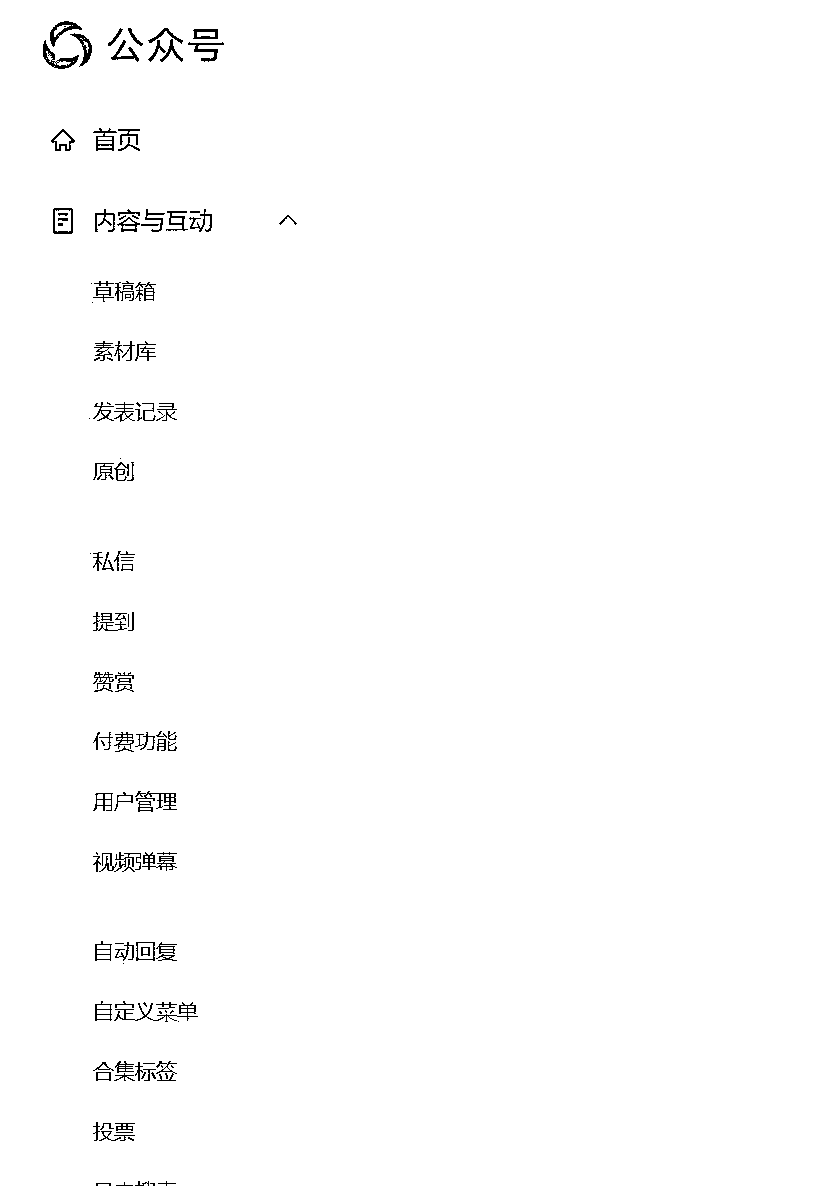 公众号
首页
内容与互动
草稿箱
素材库
发表记录
原创
私信
提到
赞赏
付费功能
用户管理
视频弹幕
自动回复
自定义菜单
合集标签
投票